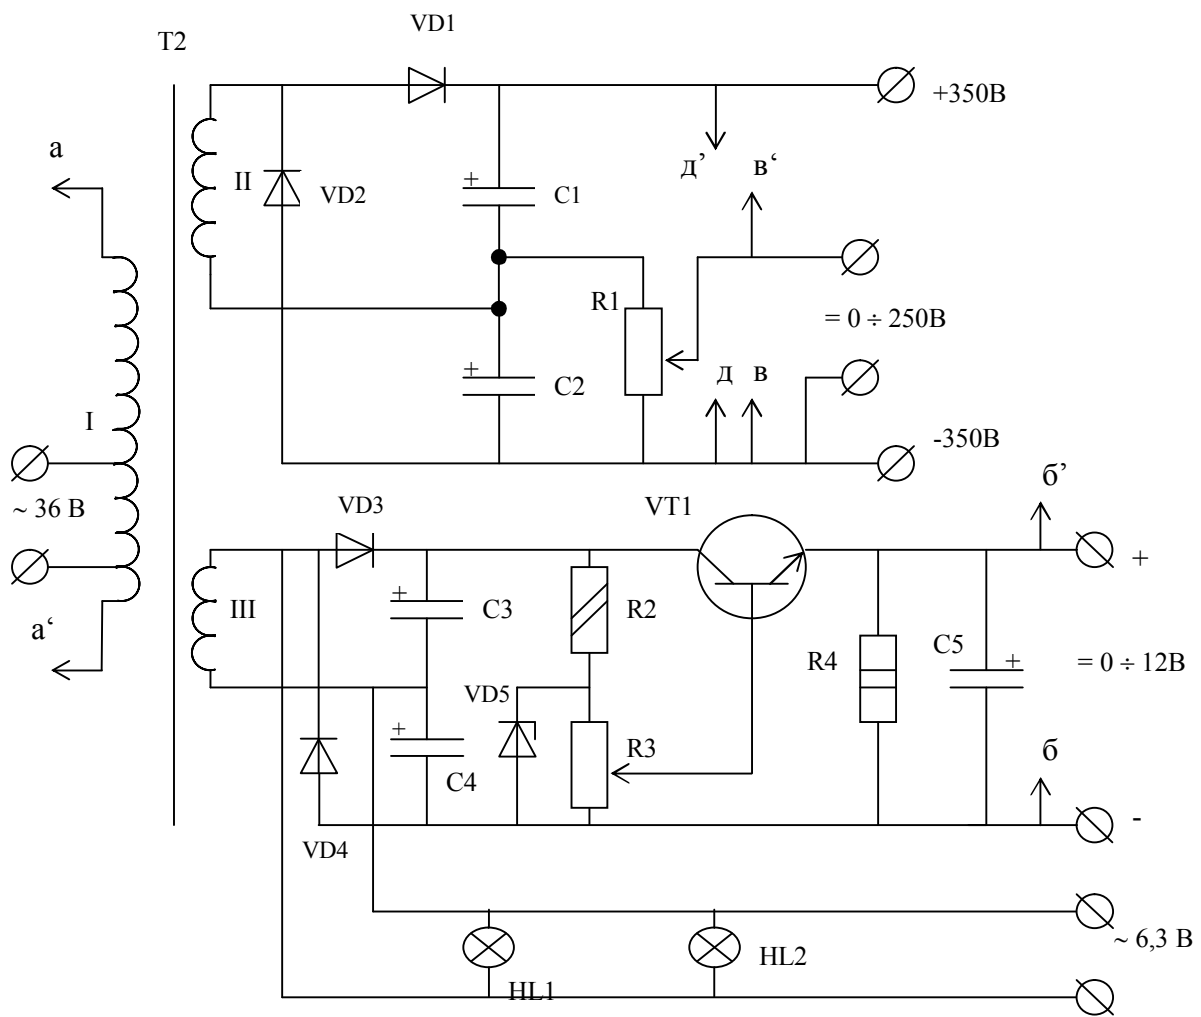 VD1
T2
+350В
а
д’
в‘
II
VD2
+
C1
R1
= 0 ÷ 250В
+
C2
д
в
I
-350В
~ 36 В
VD3
VT1
б’
+
+
C3
III
R2
а‘
R4
C5
+
= 0 ÷ 12В
VD5
+
R3
б
C4
-
VD4
~ 6,3 В
HL2
HL1